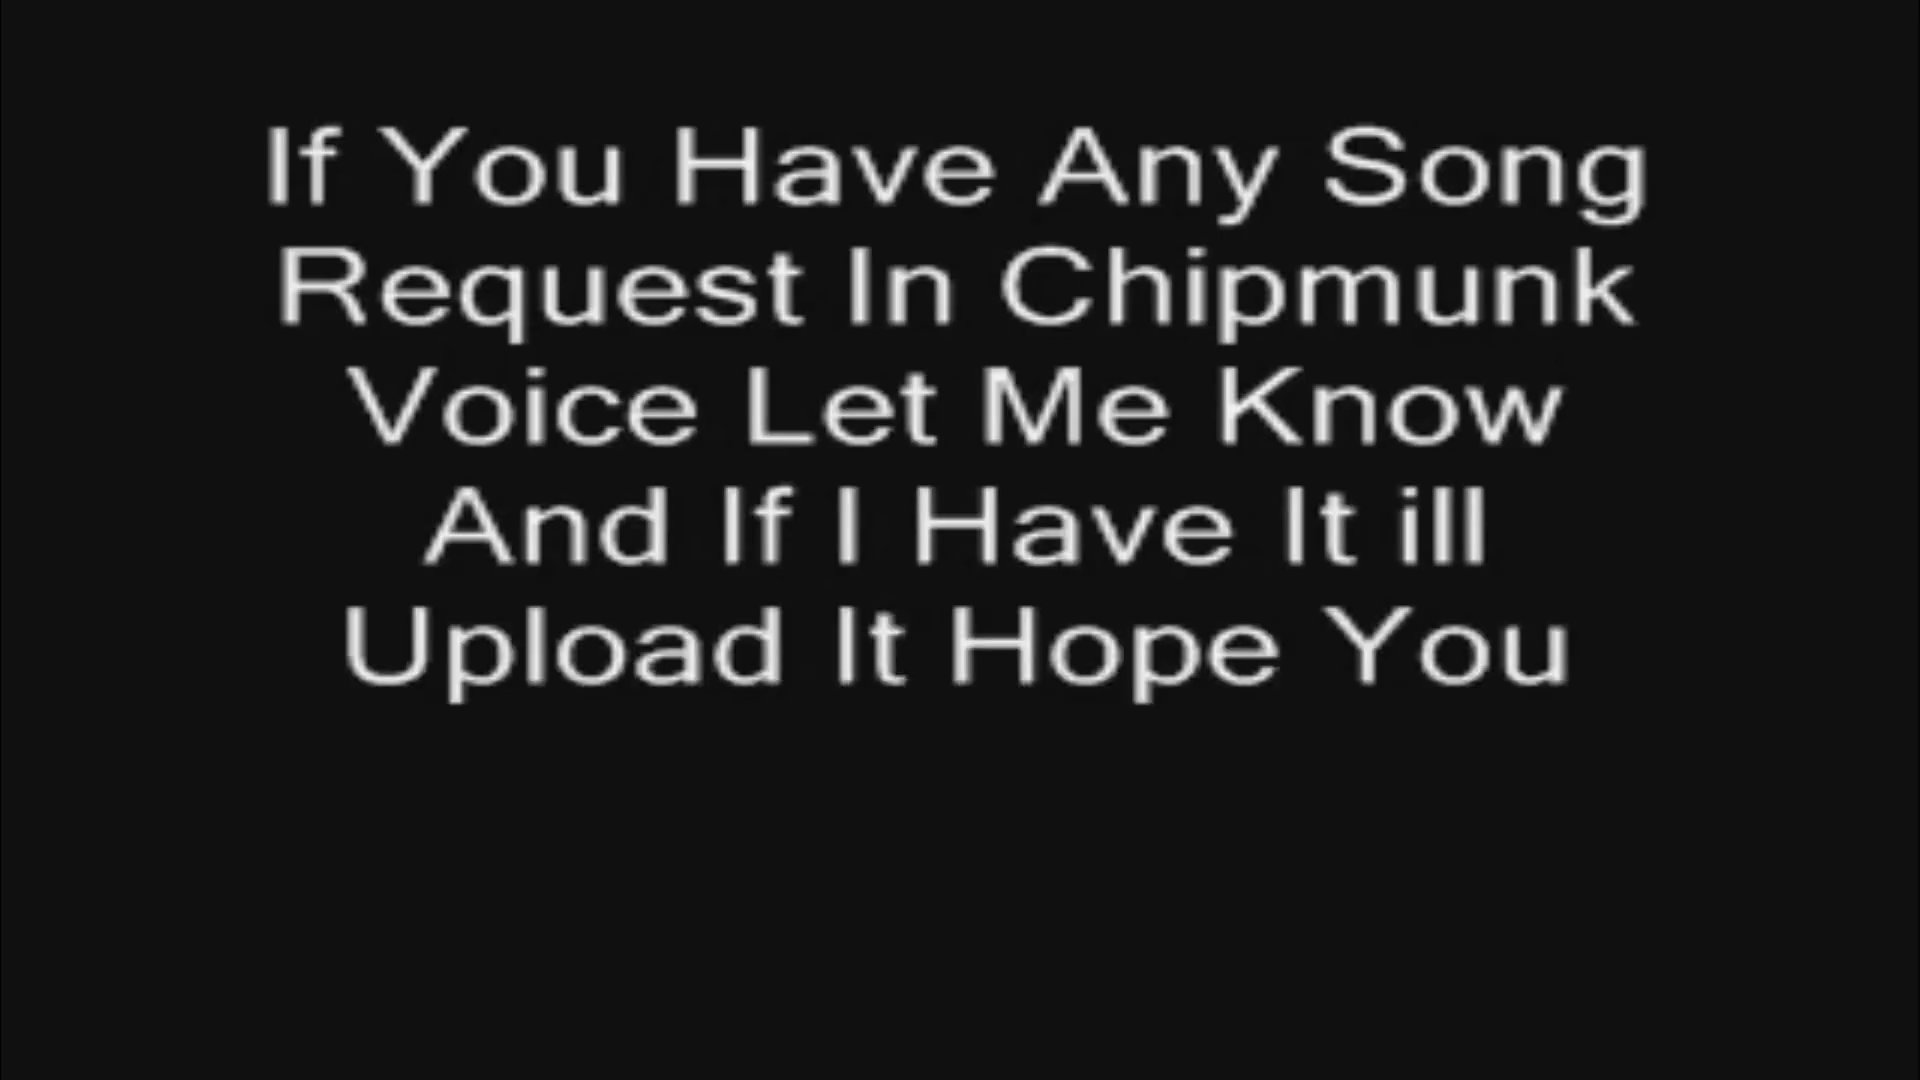 If You Have Any Song
Request In Chipmunk
Voice Let Me Know
And If I Have It ill
Upload It Hope You